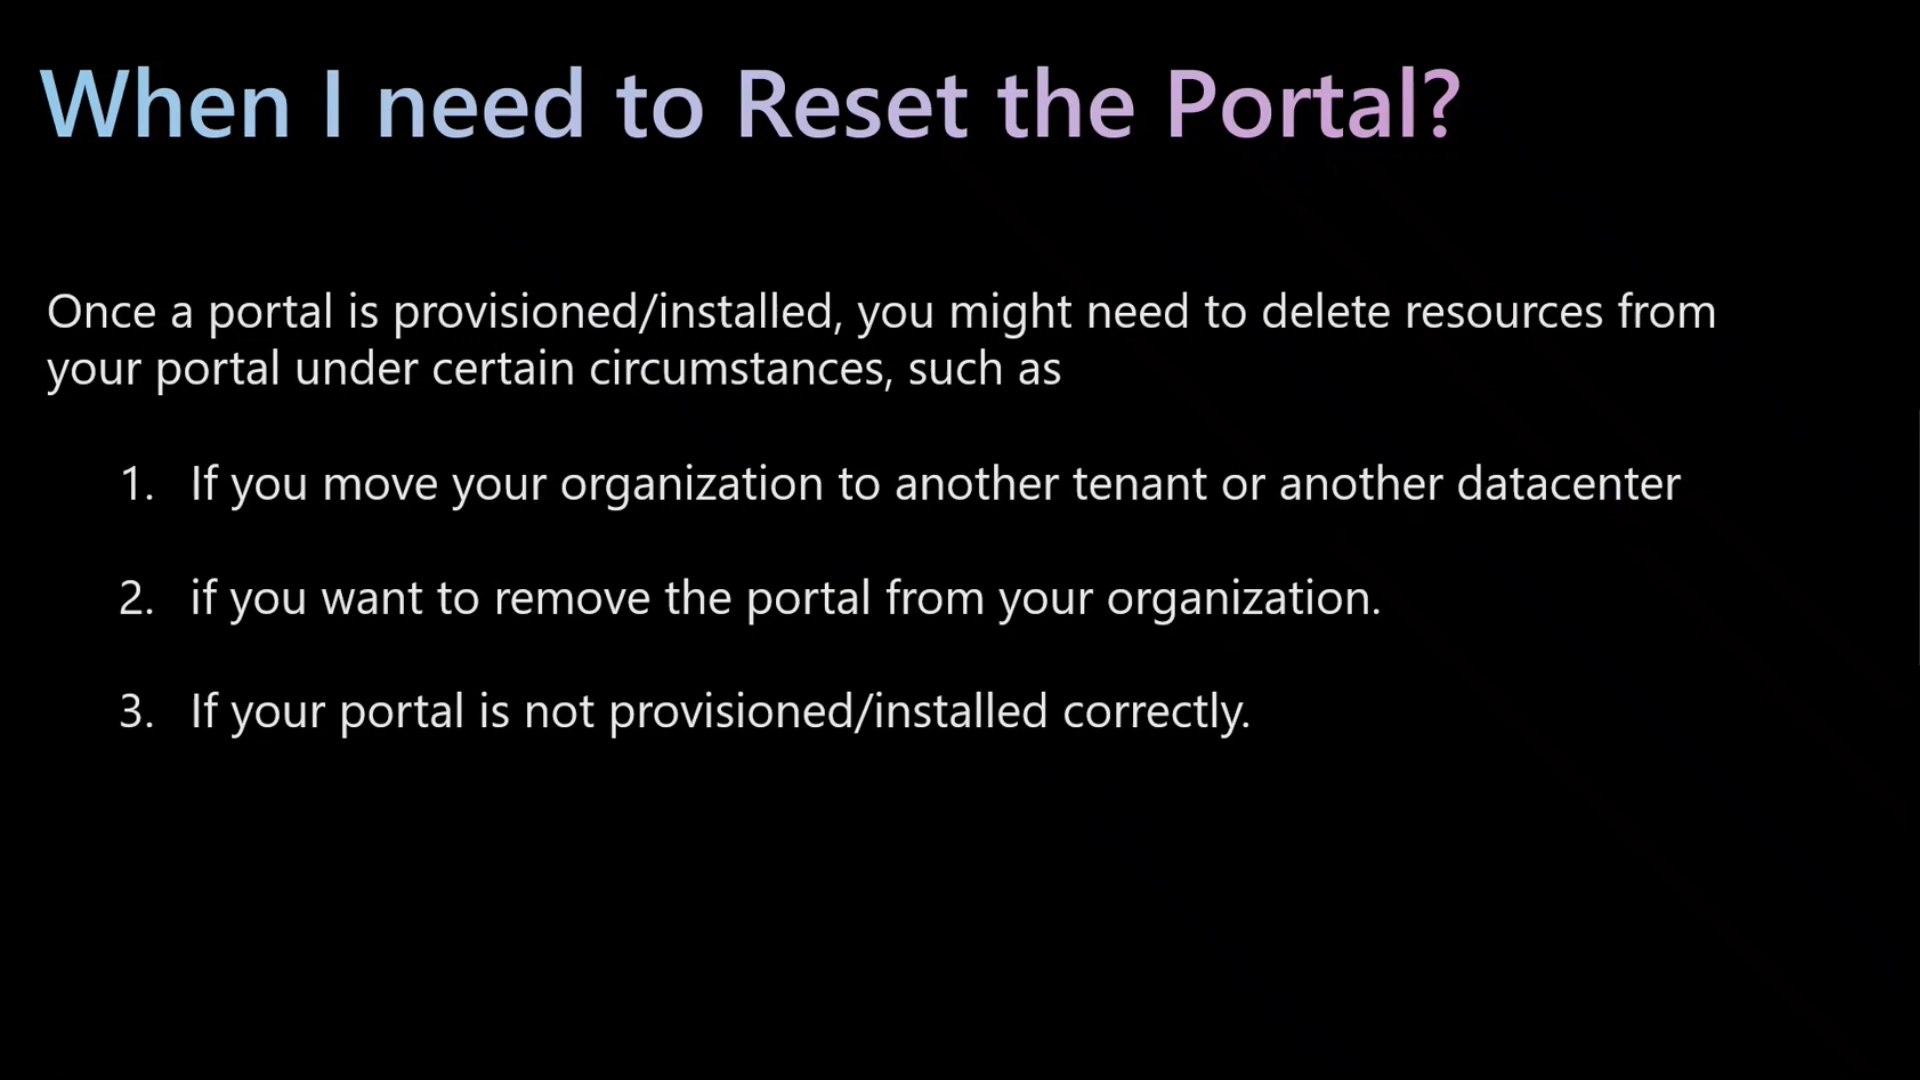 When I need to Reset the Portal?
Once a portal is provisioned/installed, you might need to delete resources from
your portal under certain circumstances, such as
1. If you move your organization to another tenant or another datacenter
2. if you want to remove the portal from your organization.
3. If your portal is not provisioned/installed correctly.